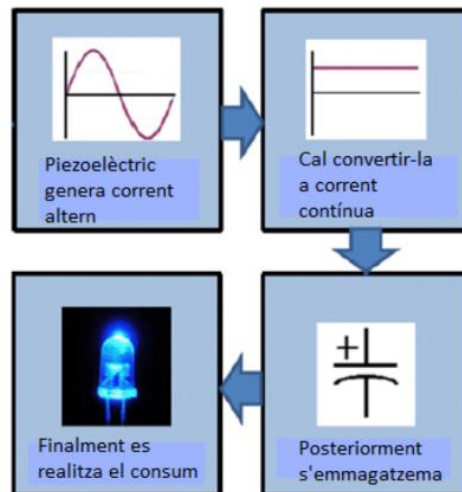 Piezoelèctric
genera corrent
altern
Cal convertir-la
a corrent
contínua
Finalment es
realitza el consum
+
Posteriorment
s'emmagatzema